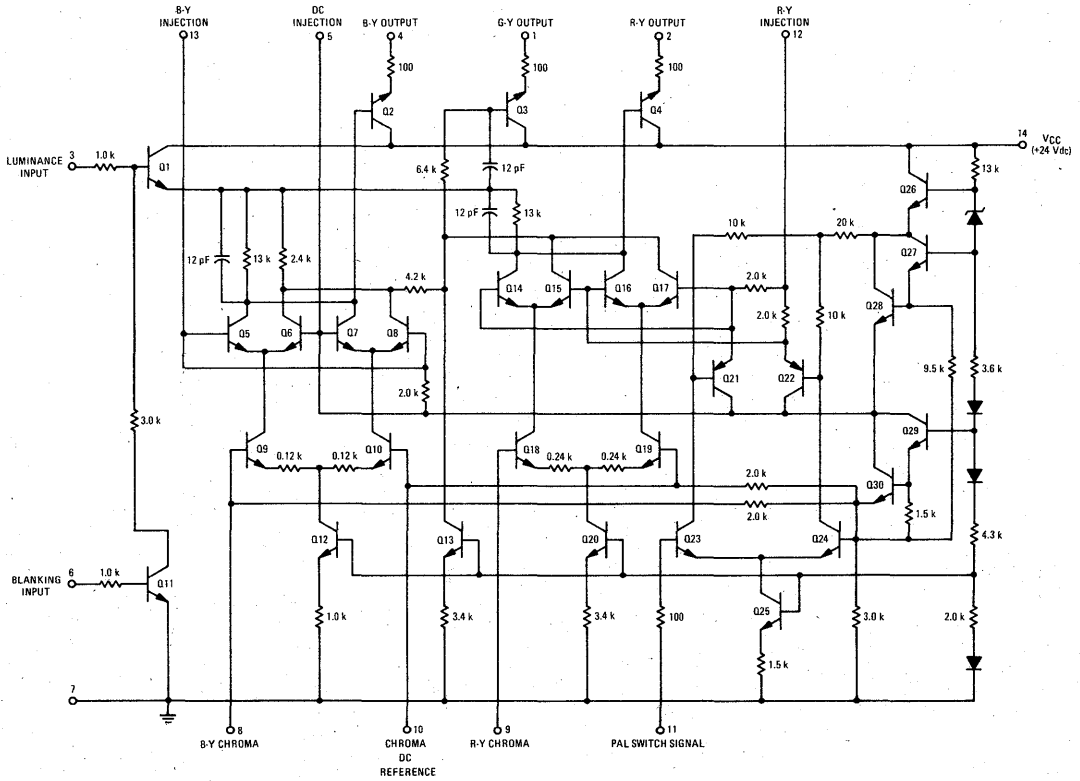 B-Y
INJECTION
13
DC
INJECTION
5
B-Y OUTPUT
4
G-Y OUTPUT
1
R-Y OUTPUT
2
R-Y
INJECTION
12
100
100
100
Q2
Q3
Q4
14
VCC
(+24 Vdc)
LUMINANCE
INPUT
3
1.0 k
Q1
6.4 k
12 pF
13 k
Q26
12 pF
13 k
10 k
20 k
Q27
12 pF
13 k
2.4 k
4.2 k
Q14
Q15
Q16
Q17
2.0 k
2.0 k
10 k
Q28
Q5
Q6
Q7
Q8
9.5 k
3.6 k
2.0 k
Q21
Q22
3.0 k
Q29
Q9
0.12 k
0.12 k
Q10
Q18
0.24 k
0.24 k
Q19
2.0 k
Q30
2.0 k
1.5 k
Q12
Q13
Q20
Q23
Q24
4.3 k
BLANKING
INPUT
6
1.0 k
Q11
Q25
1.0 k
3.4 k
3.4 k
100
3.0 k
2.0 k
1.5 k
7
8
B-Y CHROMA
10
CHROMA
DC
REFERENCE
9
R-Y CHROMA
11
PAL SWITCH SIGNAL